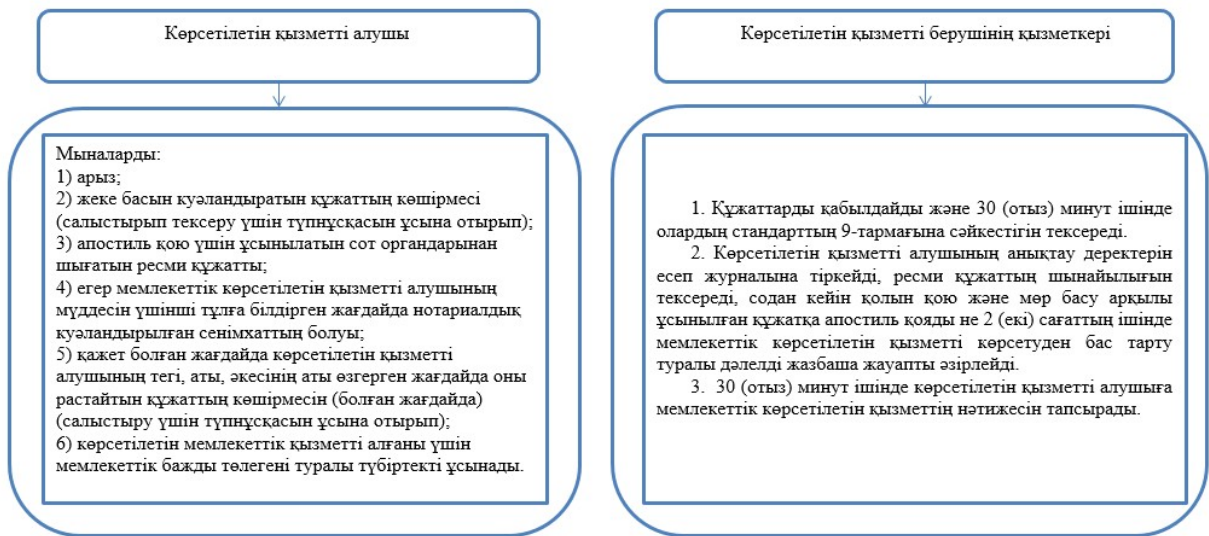 Көрсетілетін қызметті алушы
Мыналарды:
1) арыз;
2) жеке басын куәландыратын құжаттың көшірмесі
(салыстырып тексеру үшін түпнұсқасын ұсына отырып);
3) апостиль қою үшін ұсынылатын сот органдарынан
шығатын ресми құжатты;
4) егер мемлекеттік көрсетілетін қызметті алушының
мүддесін үшінші тұлға білдірген жағдайда нотариалдық
куәландырылған сенімхаттың болуы;
5) қажет болған жағдайда көрсетілетін қызметті
алушының тегі, аты, әкесінің аты өзгерген жағдайда оны
растайтын құжаттың көшірмесін (болған жағдайда)
(салыстыру үшін түпнұсқасын ұсына отырып);
6) көрсетілетін мемлекеттік қызметті алғаны үшін
мемлекеттік бажды төлегені туралы түбіртекті ұсынады.
Көрсетілетін қызметті берушінің қызметкері
1. Құжаттарды қабылдайды және 30 (отыз) минут ішінде
олардың стандарттың 9-тармағына сәйкестігін тексереді.
2. Көрсетілетін қызметті алушының анықтау деректерін
есеп журналына тіркейді, ресми құжаттың шынайылығын
тексереді, содан кейін қолын қою және мөр басу арқылы
ұсынылған құжатқа апостиль қояды не 2 (екі) сағаттың ішінде
мемлекеттік көрсетілетін қызметті көрсетуден бас тарту
туралы дәлелді жазбаша жауапты әзірлейді.
3. 30 (отыз) минут ішінде көрсетілетін қызметті алушыға
мемлекеттік көрсетілетін қызметтің нәтижесін тапсырады.